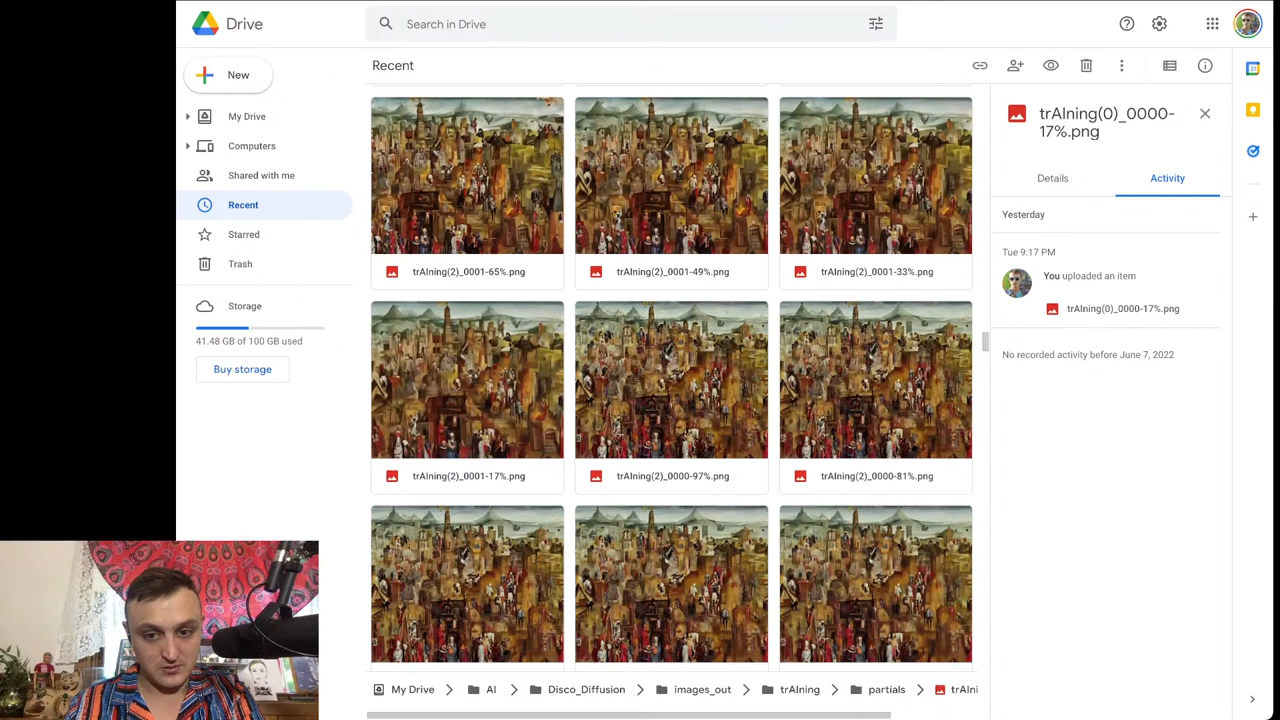 Drive
Search in Drive
New
Recent
My Drive
Computers
Shared with me
Recent
Starred
Trash
Storage
41.48 GB of 100 GB used
Buy storage
trAIning(2)_0001-65%.png
trAIning(2)_0001-49%.png
trAIning(2)_0001-33%.png
trAIning(2)_0001-17%.png
trAIning(2)_0000-97%.png
trAIning(2)_0000-81%.png
My Drive
AI
Disco_Diffusion
images_out
trAIning
partials
trAIni
trAIning(0)_0000-
17%.png
Details
Activity
Yesterday
Tue 9:17 PM
You uploaded an item
trAIning(0)_0000-17%.png
No recorded activity before June 7, 2022
31